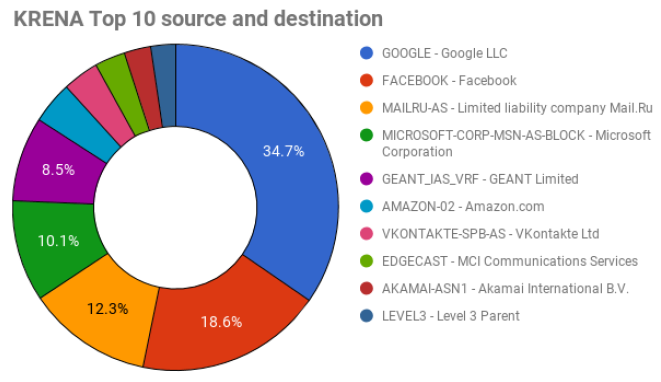 KRENA Top 10 source and destination
34.7%
18.6%
12.3%
10.1%
8.5%
GOOGLE - Google LLC
FACEBOOK - Facebook
MAILRU-AS - Limited liability company Mail.Ru
MICROSOFT-CORP-MSN-AS-BLOCK - Microsoft
Corporation
GEANT_IAS_VRF - GEANT Limited
AMAZON-02 - Amazon.com
VKONTAKTE-SPB-AS - VKontakte Ltd
EDGECAST - MCI Communications Services
AKAMAI-ASN1 - Akamai International B.V.
LEVEL3 - Level 3 Parent